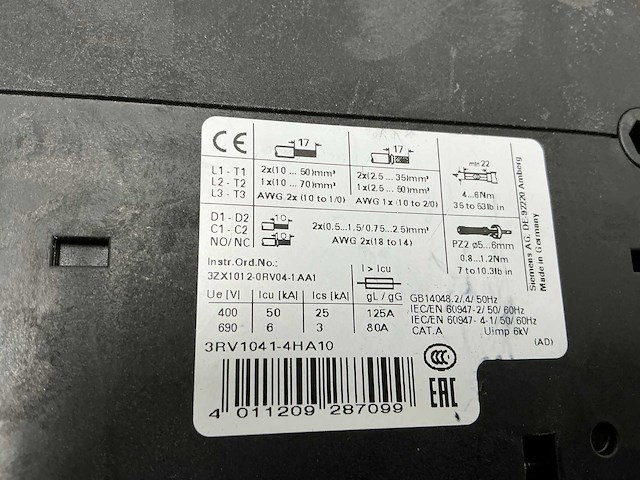 CE
17
17
min 22
L1 - T1 2x(10 ... 50)mm² 2x(2.5 ... 35)mm²
L2 - T2 1x(10 ... 70)mm² 1x(2.5 ... 50)mm² 4...6Nm
L3 - T3 AWG 2x (10 to 1/0) AWG 1x (10 to 2/0) 35 to 53lb in
D1 - D2 10
C1 - C2 2x(0.5...1.5/0.75...2.5)mm²
NO/ NC 10 AWG 2x(18 to 14)
PZ2 ø5...6mm
0.8...1.2Nm
7 to 10.3lb in
Instr.Ord.No.:
3ZX1012-0RV04-1AA1
I > Icu
Ue [V] Icu [kA] Ics [kA] gL / gG
400 50 25 125A
690 6 3 80A
GB14048.2/.4/ 50Hz
IEC/EN 60947-2/ 50/ 60Hz
IEC/EN 60947- 4-1/ 50/ 60Hz
CAT. A Uimp 6kV
(AD)
3RV1041-4HA10
4 011209 287099
CCC
EAC
Siemens AG, DE-92220 Amberg
Made in Germany